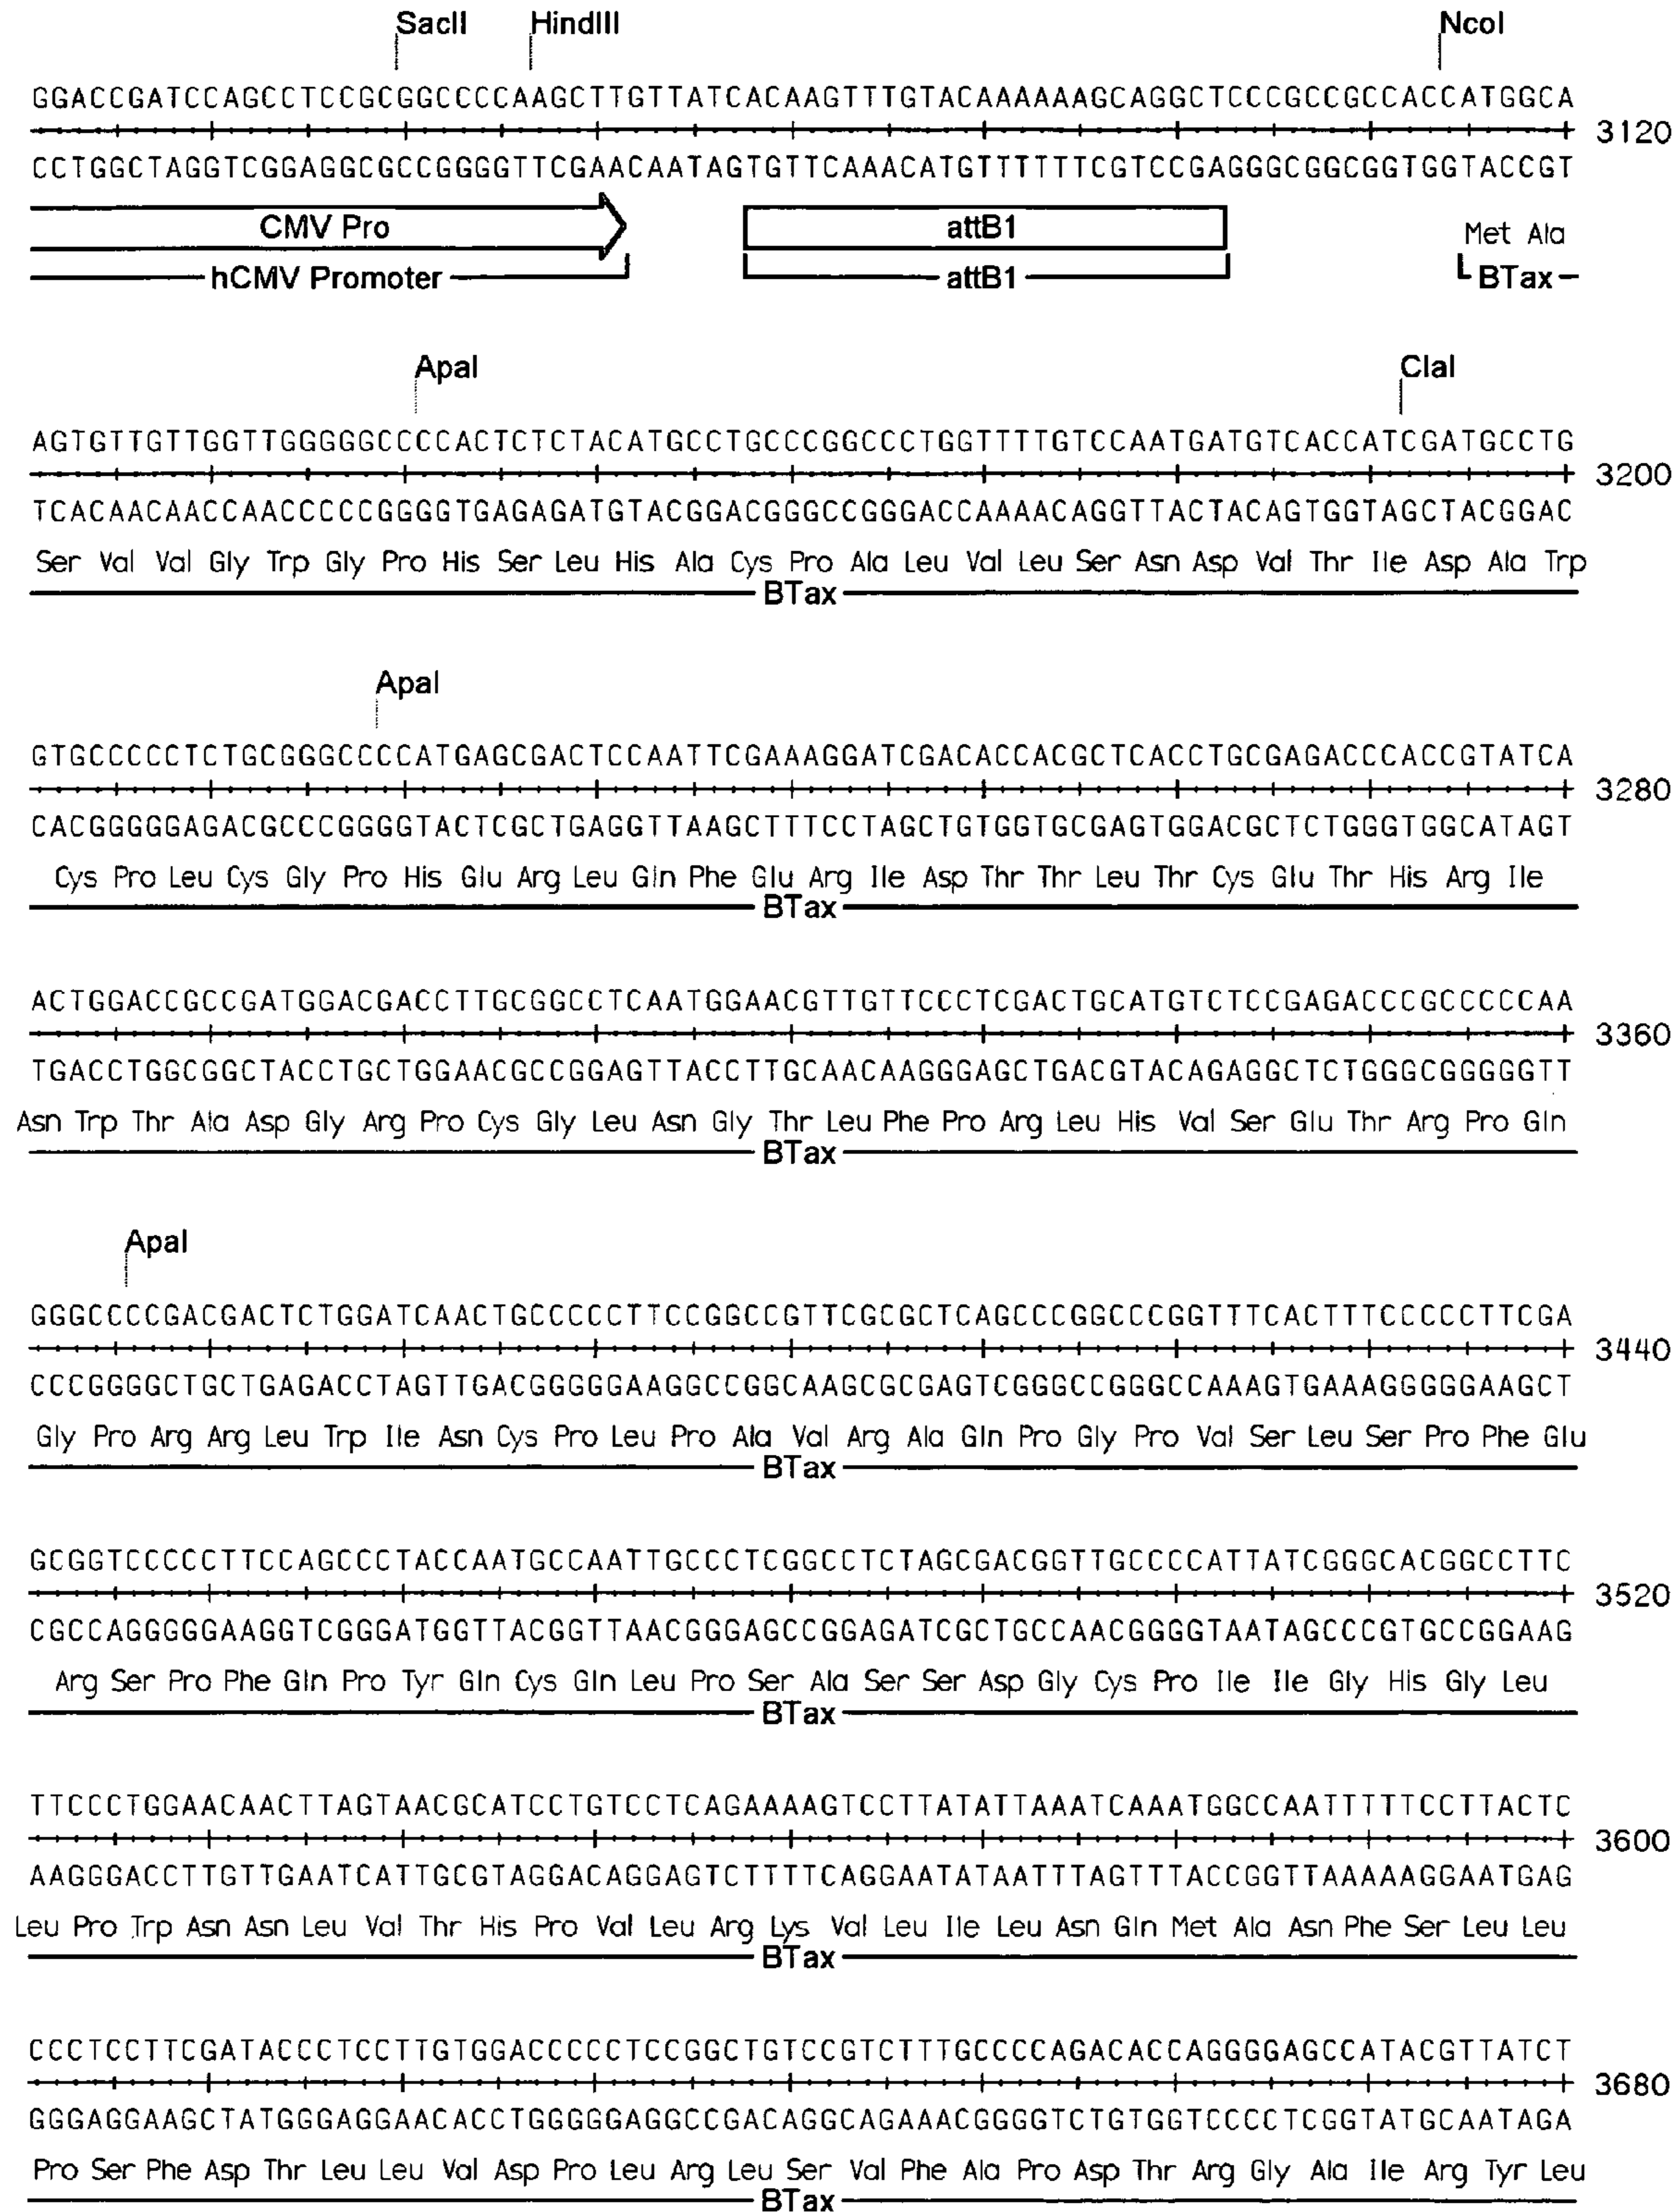 SacII HindIII NcoI
GGACCGATCCAGCCTCCGCGGCCCCAAGCTTGTTATCACAAGTTTGTACAAAAAAGCAGGCTCCCGCCGCCACCATGGCA
3120
CCTGGCTAGGTCGGAGGCGCCGGGGTTCGAACAATAGTGTTCAAACATGTTTTTTCGTCCGAGGGCGGCGGTGGTACCGT
CMV Pro attB1 Met Ala
hCMV Promoter attB1 BTax
ApaI ClaI
AGTGTTGTTGGTTGGGGGCCCCACTCTCTACATGCCTGCCCGGCCCTGGTTTTGTCCAATGATGTCACCATCGATGCCTG
3200
TCACAACAACCAACCCCCGGGGTGAGAGATGTACGGACGGGCCGGGACCAAAACAGGTTACTACAGTGGTAGCTACGGAC
Ser Val Val Gly Trp Gly Pro His Ser Leu His Ala Cys Pro Ala Leu Val Leu Ser Asn Asp Val Thr Ile Asp Ala Trp
BTax
ApaI
GTGCCCCCTCTGCGGGCCCCATGAGCGACTCCAATTCGAAAGGATCGACACCACGCTCACCTGCGAGACCCACCGTATCA
3280
CACGGGGGAGACGCCCGGGGTACTCGCTGAGGTTAAGCTTTCCTAGCTGTGGTGCGAGTGGACGCTCTGGGTGGCATAGT
Cys Pro Leu Cys Gly Pro His Glu Arg Leu Gln Phe Glu Arg Ile Asp Thr Thr Leu Thr Cys Glu Thr His Arg Ile
BTax
ACTGGACCGCCGATGGACGACCTTGCGGCCTCAATGGAACGTTGTTCCCTCGACTGCATGTCTCCGAGACCCGCCCCCAA
3360
TGACCTGGCGGCTACCTGCTGGAACGCCGGAGTTACCTTGCAACAAGGGAGCTGACGTACAGAGGCTCTGGGCGGGGGTT
Asn Trp Thr Ala Asp Gly Arg Pro Cys Gly Leu Asn Gly Thr Leu Phe Pro Arg Leu His Val Ser Glu Thr Arg Pro Gln
BTax
ApaI
GGGCCCCGACGACTCTGGATCAACTGCCCCCTTCCGGCCGTTCGCGCTCAGCCCGGCCCGGTTTCACTTTCCCCCTTCGA
3440
CCCGGGGCTGCTGAGACCTAGTTGACGGGGGAAGGCCGGCAAGCGCGAGTCGGGCCGGGCCAAAGTGAAAGGGGGAAGCT
Gly Pro Arg Arg Leu Trp Ile Asn Cys Pro Leu Pro Ala Val Arg Ala Gln Pro Gly Pro Val Ser Leu Ser Pro Phe Glu
BTax
GCGGTCCCCCTTCCAGCCCTACCAATGCCAATTGCCCTCGGCCTCTAGCGACGGTTGCCCCATTATCGGGCACGGCCTTC
3520
CGCCAGGGGGAAGGTCGGGATGGTTACGGTTAACGGGAGCCGGAGATCGCTGCCAACGGGGTAATAGCCCGTGCCGGAAG
Arg Ser Pro Phe Gln Pro Tyr Gln Cys Gln Leu Pro Ser Ala Ser Ser Asp Gly Cys Pro Ile Ile Gly His Gly Leu
BTax
TTCCCTGGAACAACTTAGTAACGCATCCTGTCCTCAGAAAAGTCCTTATATTAAATCAAATGGCCAATTTTTCCTTACTC
3600
AAGGGACCTTGTTGAATCATTGCGTAGGACAGGAGTCTTTTCAGGAATATAATTTAGTTTACCGGTTAAAAAGGAATGAG
Leu Pro Trp Asn Asn Leu Val Thr His Pro Val Leu Arg Lys Val Leu Ile Leu Asn Gln Met Ala Asn Phe Ser Leu Leu
BTax
CCCTCCTTCGATACCCTCCTTGTGGACCCCCTCCGGCTGTCCGTCTTTGCCCCAGACACCAGGGGAGCCATACGTTATCT
3680
GGGAGGAAGCTATGGGAGGAACACCTGGGGGAGGCCGACAGGCAGAAACGGGGTCTGTGGTCCCCTCGGTATGCAATAGA
Pro Ser Phe Asp Thr Leu Leu Val Asp Pro Leu Arg Leu Ser Val Phe Ala Pro Asp Thr Arg Gly Ala Ile Arg Tyr Leu
BTax